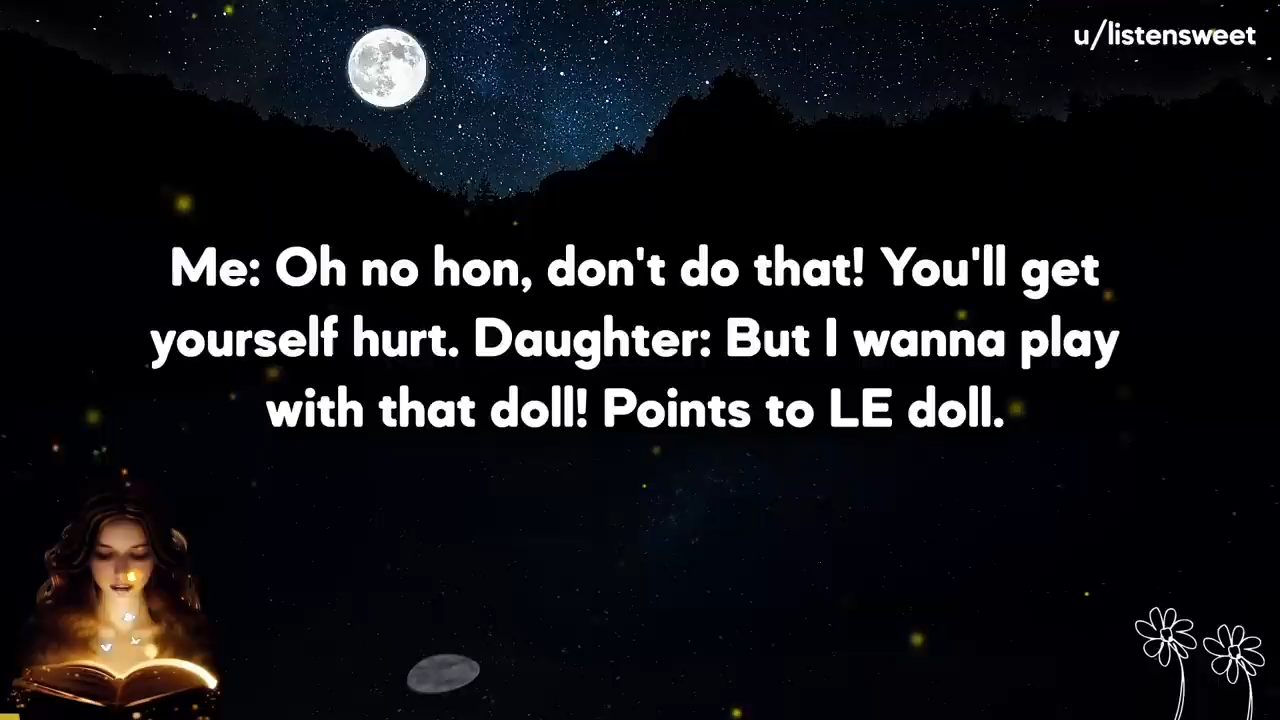 u/listensweet
Me: Oh no hon, don't do that! You'll get
yourself hurt. Daughter: But I wanna play
with that doll! Points to LE doll.